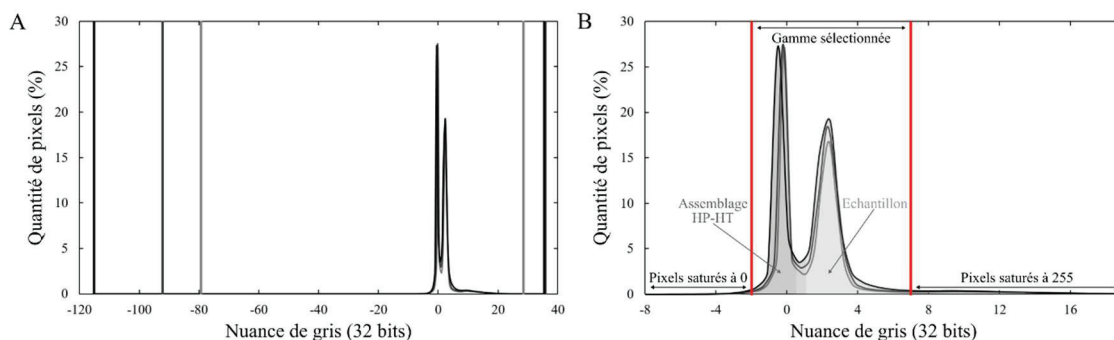 A
Quantité de pixels (%)
30
25
20
15
10
5
0
-120 -100 -80 -60 -40 -20 0 20 40
Nuance de gris (32 bits)
B
Quantité de pixels (%)
30
25
20
15
10
5
0
Gamme sélectionnée
Assemblage
HP-HT
Echantillon
Pixels saturés à 0
Pixels saturés à 255
-8 -4 0 4 8 12 16
Nuance de gris (32 bits)